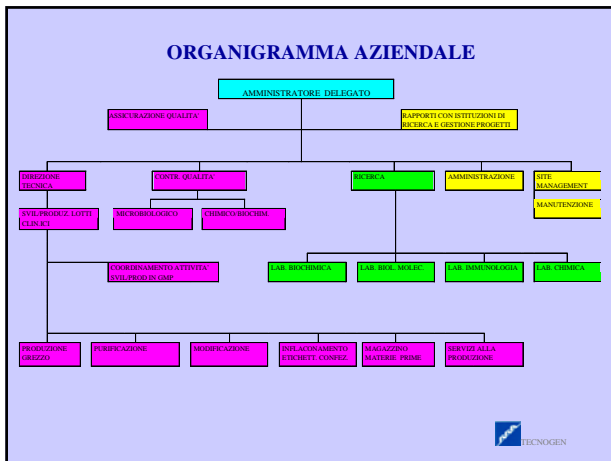 ORGANIGRAMMA AZIENDALE
AMMINISTRATORE DELEGATO
ASSICURAZIONE QUALITA'
RAPPORTI CON ISTITUZIONI DI
RICERCA E GESTIONE PROGETTI
DIREZIONE
TECNICA
CONTR. QUALITA'
RICERCA
AMMINISTRAZIONE
SITE
MANAGEMENT
MANUTENZIONE
SVIL/PRODUZ. LOTTI
CLIN.ICI.
MICROBIOLOGICO
CHIMICO/BIOCHIM.
COORDINAMENTO ATTIVITA'
SVIL/PROD IN GMP
LAB. BIOCHIMICA
LAB. BIOL. MOLEC.
LAB. IMMUNOLOGIA
LAB. CHIMICA
PRODUZIONE
GREZZO
PURIFICAZIONE
MODIFICAZIONE
INFLACONAMENTO
ETICHETT. CONFEZ.
MAGAZZINO
MATERIE PRIME
SERVIZI ALLA
PRODUZIONE
TECNOGEN